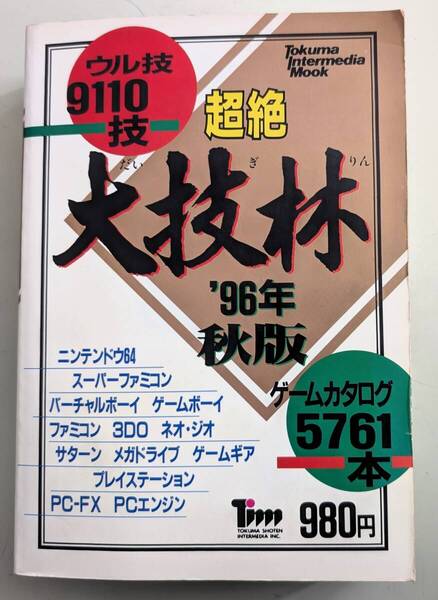 ウル技
9110
技
Tokuma
Intermedia
Mook
超絶
だい ぎ りん
大技林
'96年
秋版
ニンテンドウ64
スーパーファミコン
バーチャルボーイ ゲームボーイ
ファミコン 3DO ネオ・ジオ
サターン メガドライブ ゲームギア
プレイステーション
PC-FX PCエンジン
ゲームカタログ
5761
本
Tim
TOKUMA SHOTEN
INTERMEDIA INC.
980円